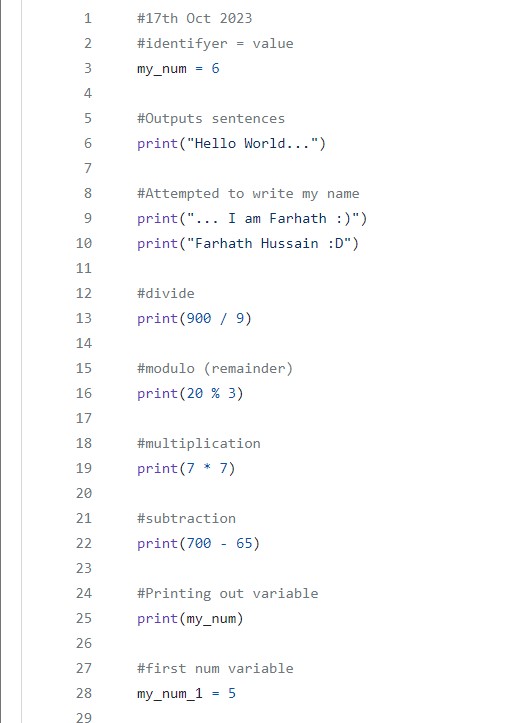 1 #17th Oct 2023
2 #identifyer = value
3 my_num = 6
4
5 #Outputs sentences
6 print("Hello World...")
7
8 #Attempted to write my name
9 print("... I am Farhath :)")
10 print("Farhath Hussain :D")
11
12 #divide
13 print(900 / 9)
14
15 #modulo (remainder)
16 print(20 % 3)
17
18 #multiplication
19 print(7 * 7)
20
21 #subtraction
22 print(700 - 65)
23
24 #Printing out variable
25 print(my_num)
26
27 #first num variable
28 my_num_1 = 5
29